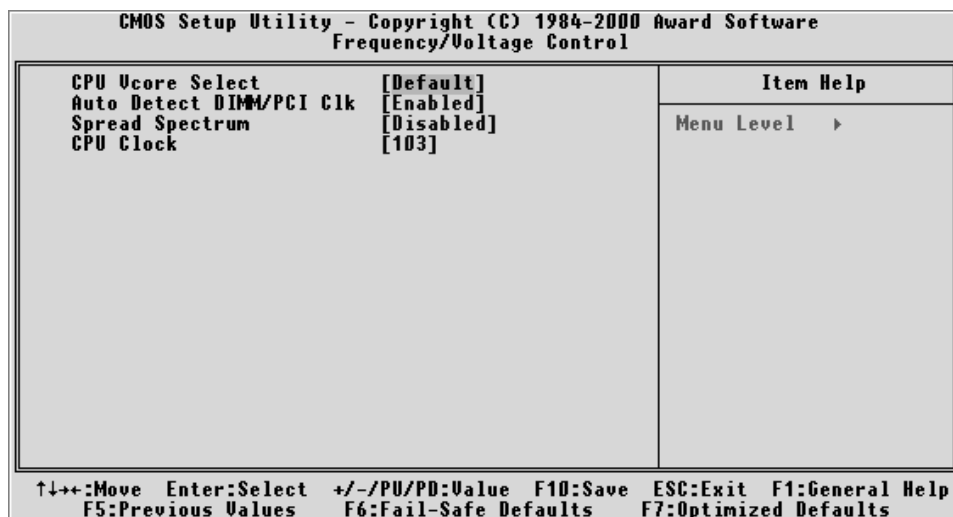 CMOS Setup Utility - Copyright (C) 1984-2000 Award Software
Frequency/Voltage Control
CPU Vcore Select [Default]
Auto Detect DIMM/PCI Clk [Enabled]
Spread Spectrum [Disabled]
CPU Clock [103]
Item Help
Menu Level ▸
↑↓→←:Move Enter:Select +/-/PU/PD:Value F10:Save ESC:Exit F1:General Help
F5:Previous Values F6:Fail-Safe Defaults F7:Optimized Defaults